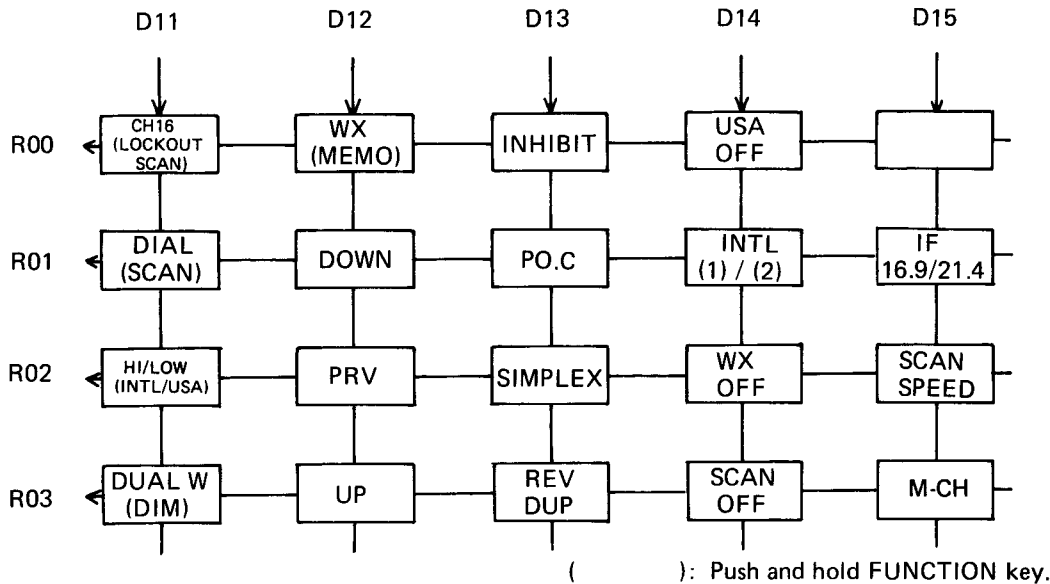 D11 D12 D13 D14 D15
R00
CH16
(LOCKOUT
SCAN)
WX
(MEMO)
INHIBIT
USA
OFF
R01
DIAL
(SCAN)
DOWN
PO.C
INTL
(1) / (2)
IF
16.9/21.4
R02
HI/LOW
(INTL/USA)
PRV
SIMPLEX
WX
OFF
SCAN
SPEED
R03
DUAL W
(DIM)
UP
REV
DUP
SCAN
OFF
M-CH
( ): Push and hold FUNCTION key.